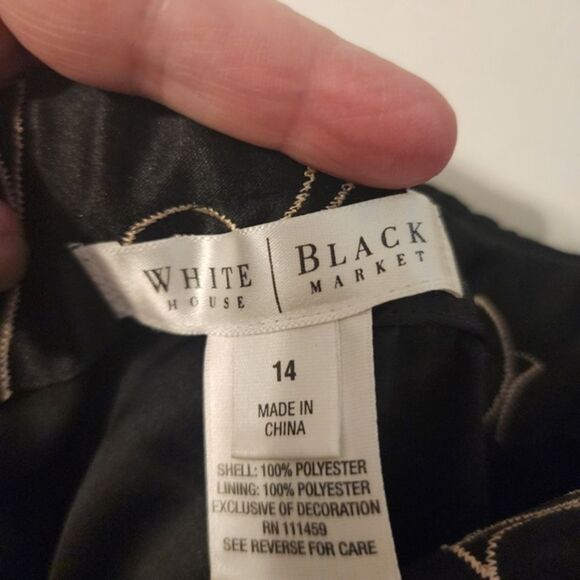 WHITE | BLACK
HOUSE MARKET
14
MADE IN
CHINA
SHELL: 100% POLYESTER
LINING: 100% POLYESTER
EXCLUSIVE OF DECORATION
RN 111459
SEE REVERSE FOR CARE